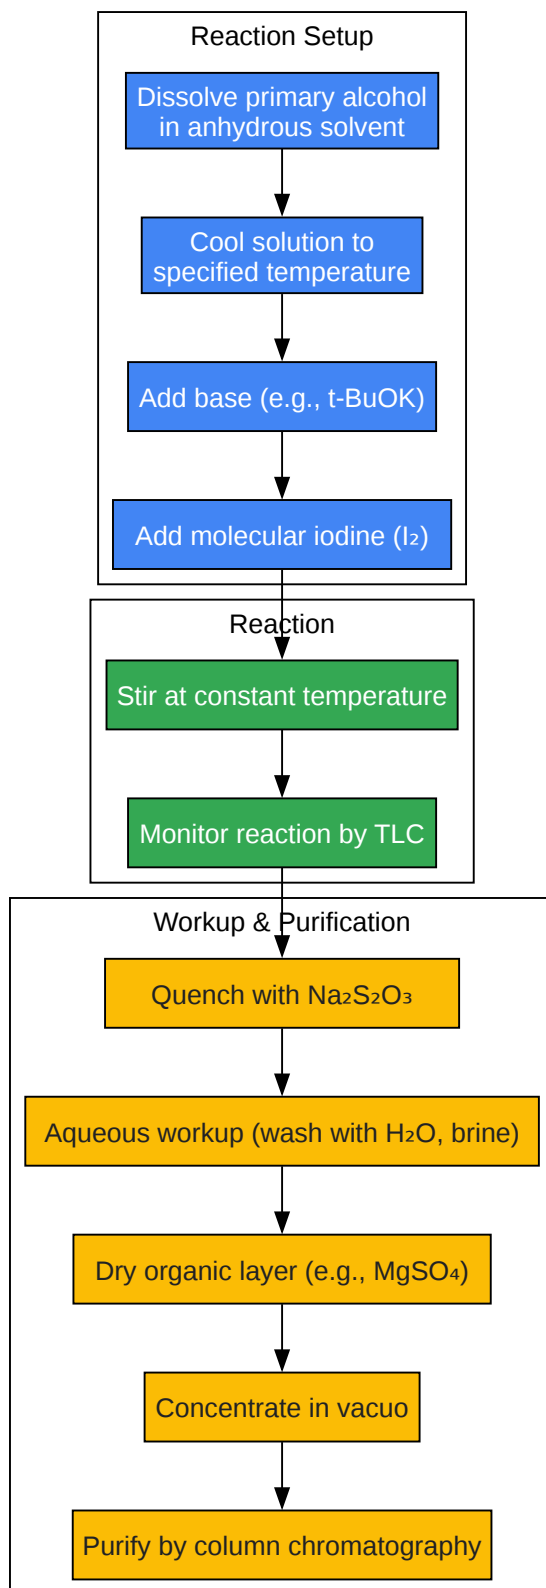 Reaction Setup
Dissolve primary alcohol
in anhydrous solvent
Cool solution to
specified temperature
Add base (e.g., t-BuOK)
Add molecular iodine (I₂)
Reaction
Stir at constant temperature
Monitor reaction by TLC
Workup & Purification
Quench with Na₂S₂O₃
Aqueous workup (wash with H₂O, brine)
Dry organic layer (e.g., MgSO₄)
Concentrate in vacuo
Purify by column chromatography